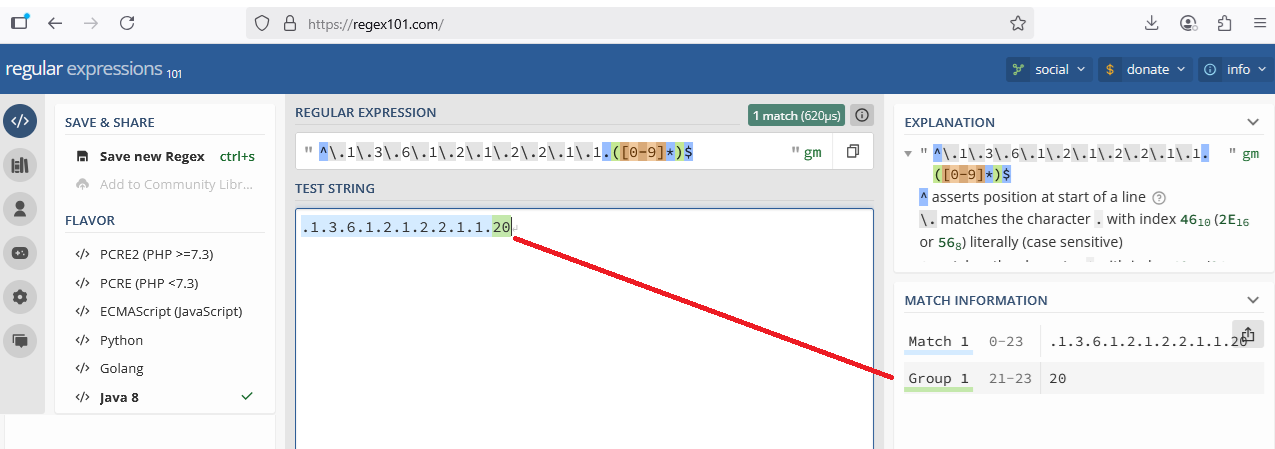 https://regex101.com/
regular expressions 101
social
$ donate
info
SAVE & SHARE
Save new Regex ctrl+s
Add to Community Libr...
FLAVOR
</> PCRE2 (PHP >=7.3)
</> PCRE (PHP <7.3)
</> ECMAScript (JavaScript)
</> Python
</> Golang
</> Java 8
REGULAR EXPRESSION
1 match (620µs)
" ^\.1\.3\.6\.1\.2\.1\.2\.2\.1\.1.([0-9]*)$ " gm
TEST STRING
.1.3.6.1.2.1.2.2.1.1.20
EXPLANATION
" ^\.1\.3\.6\.1\.2\.1\.2\.2\.1\.1. " gm
([0-9]*)$
^ asserts position at start of a line
\. matches the character . with index 46₁₀ (2E₁₆
or 56₈) literally (case sensitive)
MATCH INFORMATION
Match 1 0-23 .1.3.6.1.2.1.2.2.1.1.20
Group 1 21-23 20